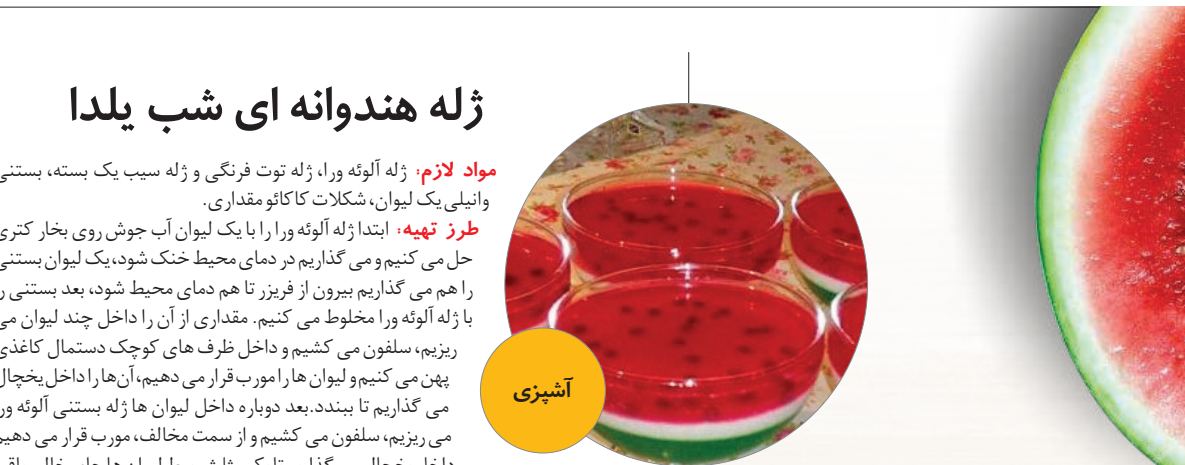 ژله هندوانه ای شب یلدا
مواد لازم: ژله آلوئه ورا، ژله توت فرنگی و ژله سیب یک بسته، بستنی
وانیلی یک لیوان، شکلات کاکائو مقداری.
طرز تهیه: ابتدا ژله آلوئه ورا را با یک لیوان آب جوش روی بخار کتری
حل می کنیم و می گذاریم در دمای محیط خنک شود، یک لیوان بستنی
را هم می گذاریم بیرون از فریزر تا هم دمای محیط شود، بعد بستنی ر
با ژله آلوئه ورا مخلوط می کنیم. مقداری از آن را داخل چند لیوان می
ریزیم، سلفون می کشیم و داخل ظرف های کوچک دستمال کاغذی
پهن می کنیم و لیوان ها را مورب قرار می دهیم، آن ها را داخل یخچال
می گذاریم تا ببندد. بعد دوباره داخل لیوان ها ژله بستنی آلوئه ور
می ریزیم، سلفون می کشیم و از سمت مخالف، مورب قرار می دهیم
آشپزی